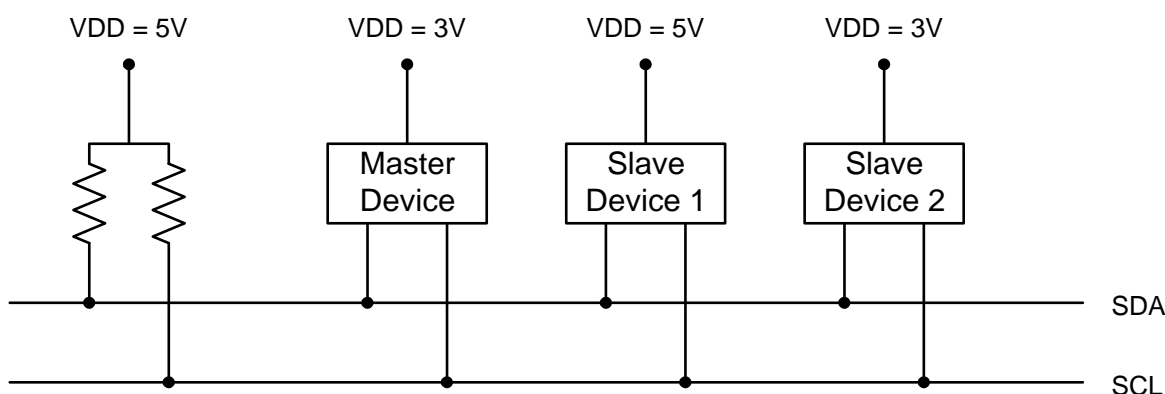 VDD = 5V
VDD = 3V
VDD = 5V
VDD = 3V
Master
Device
Slave
Device 1
Slave
Device 2
SDA
SCL